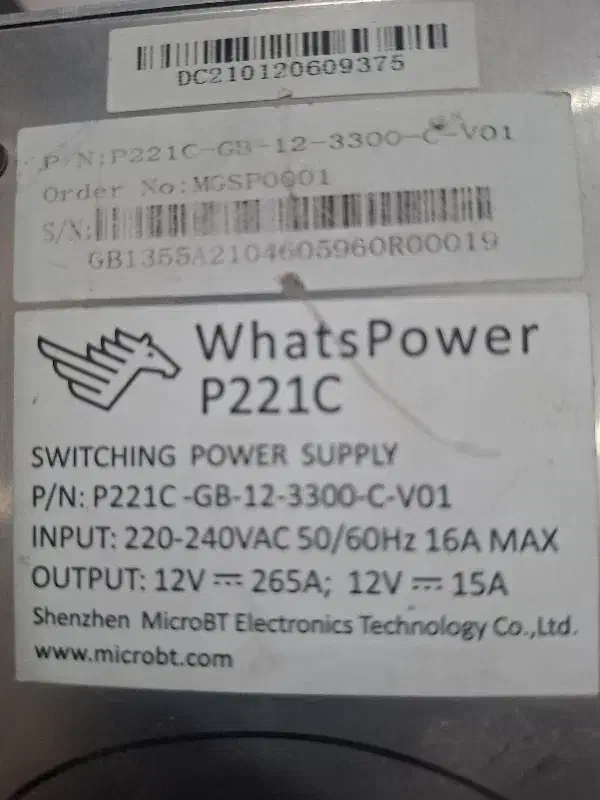 DC210120609375
P/N:P221C-GB-12-3300-C-V01
Order No:MGSP0001
S/N:
GB1355A2104605960R00019
WhatsPower
P221C
SWITCHING POWER SUPPLY
P/N: P221C-GB-12-3300-C-V01
INPUT: 220-240VAC 50/60Hz 16A MAX
OUTPUT: 12V ⎓ 265A; 12V ⎓ 15A
Shenzhen MicroBT Electronics Technology Co.,Ltd.
www.microbt.com